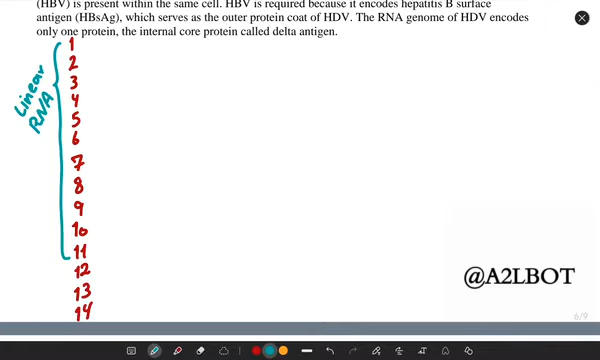 (HBV) is present within the same cell. HBV is required because it encodes hepatitis B surface
antigen (HBsAg), which serves as the outer protein coat of HDV. The RNA genome of HDV encodes
only one protein, the internal core protein called delta antigen.
Linear
RNA
1
2
3
4
5
6
7
8
9
10
11
12
13
14
@A2LBOT
6/9